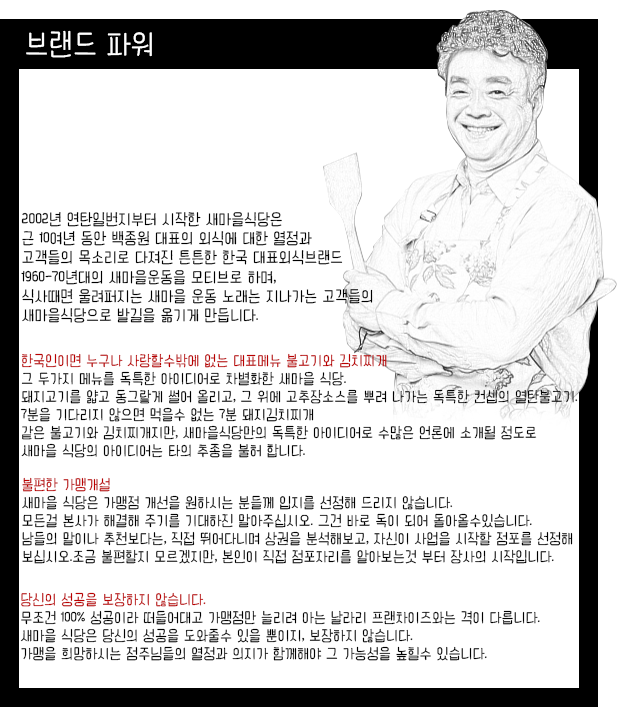 브랜드 파워
2002년 연탄일번지부터 시작한 새마을식당은
근 10여년 동안 백종원 대표의 외식에 대한 열정과
고객들의 목소리로 다져진 튼튼한 한국 대표외식브랜드
1960-70년대의 새마을운동을 모티브로 하며,
식사때면 울려퍼지는 새마을 운동 노래는 지나가는 고객들의
새마을식당으로 발길을 옮기게 만듭니다.
한국인이면 누구나 사랑할수밖에 없는 대표메뉴 불고기와 김치찌개
그 두가지 메뉴를 독특한 아이디어로 차별화한 새마을 식당.
돼지고기를 얇고 동그랗게 썰어 올리고, 그 위에 고추장소스를 뿌려 나가는 독특한 컨셉의 열탄불고기.
7분을 기다리지 않으면 먹을수 없는 7분 돼지김치찌개
같은 불고기와 김치찌개지만, 새마을식당만의 독특한 아이디어로 수많은 언론에 소개될 정도로
새마을 식당의 아이디어는 타의 추종을 불허 합니다.
불편한 가맹개설
새마을 식당은 가맹점 개선을 원하시는 분들께 입지를 선정해 드리지 않습니다.
모든걸 본사가 해결해 주기를 기대하진 말아주십시오. 그건 바로 독이 되어 돌아올수있습니다.
남들의 말이나 추천보다는, 직접 뛰어다니며 상권을 분석해보고, 자신이 사업을 시작할 점포를 선정해
보십시오.조금 불편할지 모르겠지만, 본인이 직접 점포자리를 알아보는것 부터 장사의 시작입니다.
당신의 성공을 보장하지 않습니다.
무조건 100% 성공이라 떠들어대고 가맹점만 늘리려 아는 날라리 프랜차이즈와는 격이 다릅니다.
새마을 식당은 당신의 성공을 도와줄수 있을 뿐이지, 보장하지 않습니다.
가맹을 희망하시는 점주님들의 열정과 의지가 함께해야 그 가능성을 높힐수 있습니다.